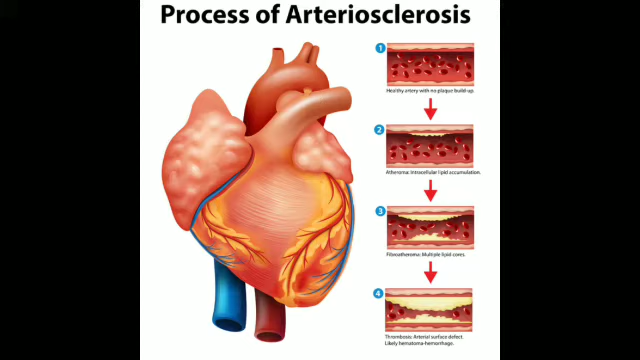 Process of Arteriosclerosis
1
Healthy artery with no plaque build-up.
2
Atheroma: Intracellular lipid accumulation.
3
Fibroatheroma: Multiple lipid cores.
4
Thrombosis: Arterial surface defect.
Likely hematoma-hemorrhage.